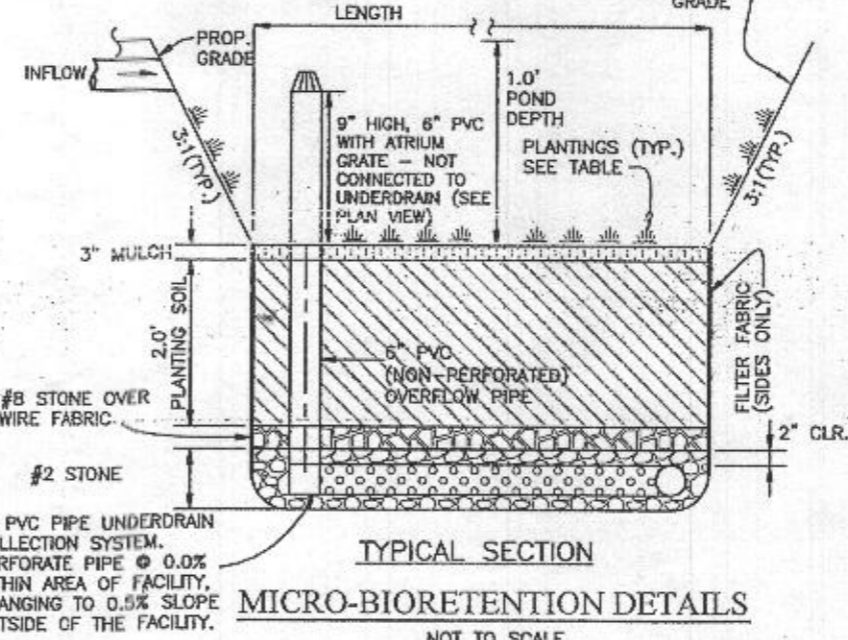 LENGTH
GRADE
PROP.
GRADE
INFLOW
1.0'
POND
DEPTH
9" HIGH, 6" PVC
WITH ATRIUM
GRATE – NOT
CONNECTED TO
UNDERDRAIN (SEE
PLAN VIEW)
PLANTINGS (TYP.)
SEE TABLE
3:1(TYP.)
3:1(TYP.)
3" MULCH
2.0'
PLANTING SOIL
6" PVC
(NON-PERFORATED)
OVERFLOW PIPE
FILTER FABRIC
(SIDES ONLY)
#8 STONE OVER
WIRE FABRIC
2" CLR.
#2 STONE
PVC PIPE UNDERDRAIN
LLECTION SYSTEM.
RFORATE PIPE @ 0.0%
THIN AREA OF FACILITY,
ANGING TO 0.5% SLOPE
TSIDE OF THE FACILITY.
TYPICAL SECTION
MICRO-BIORETENTION DETAILS
NOT TO SCALE